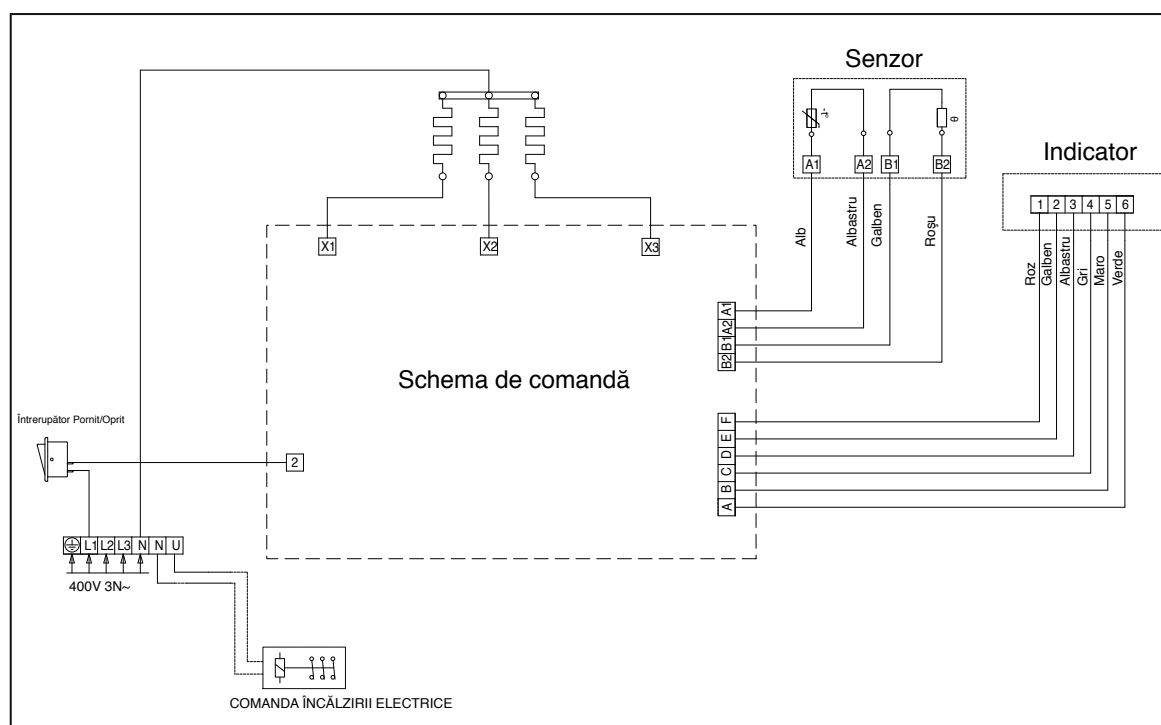 Senzor
A1 A2 B1 B2
θ
Indicator
1 2 3 4 5 6
Alb
Albastru
Galben
Roșu
Roz
Galben
Albastru
Gri
Maro
Verde
X1 X2 X3
A1
A2
B1
B2
Schema de comandă
F
E
D
C
B
A
Întrerupător Pornit/Oprit
2
L1 L2 L3 N N U
400V 3N~
COMANDA ÎNCĂLZIRII ELECTRICE